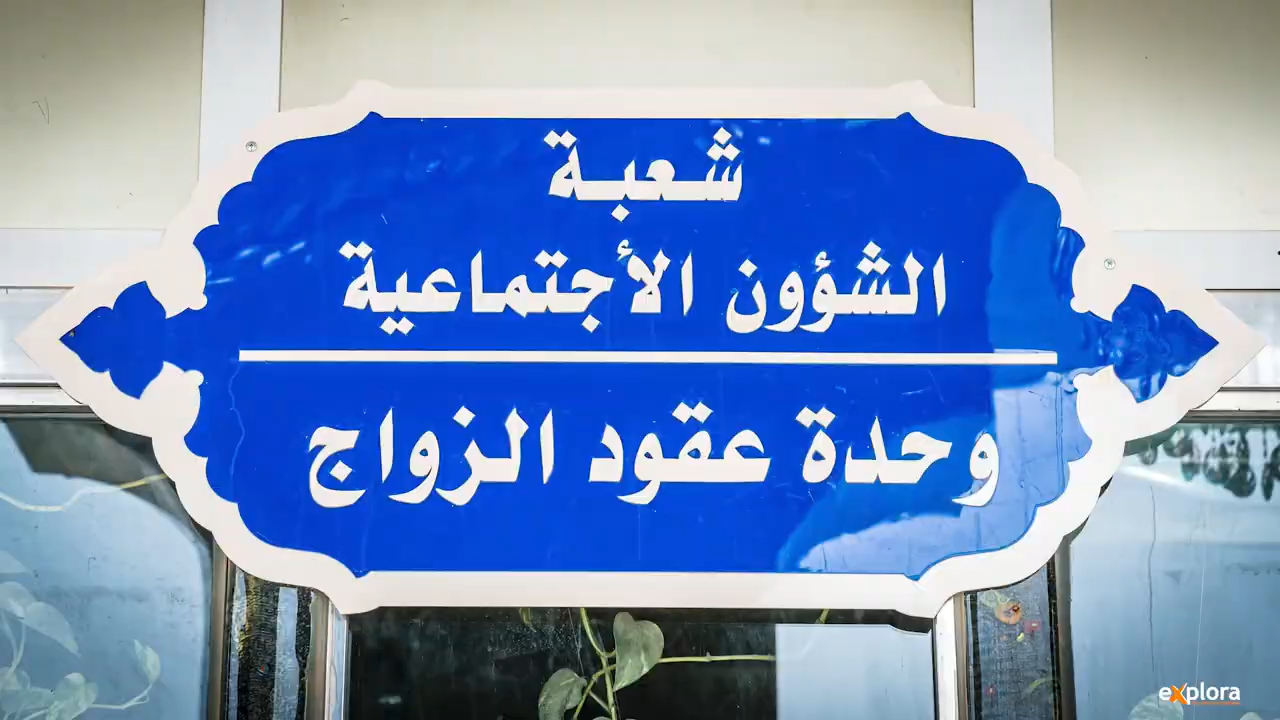 شعبة
الشؤون الأجتماعية
وحدة عقود الزواج
explora